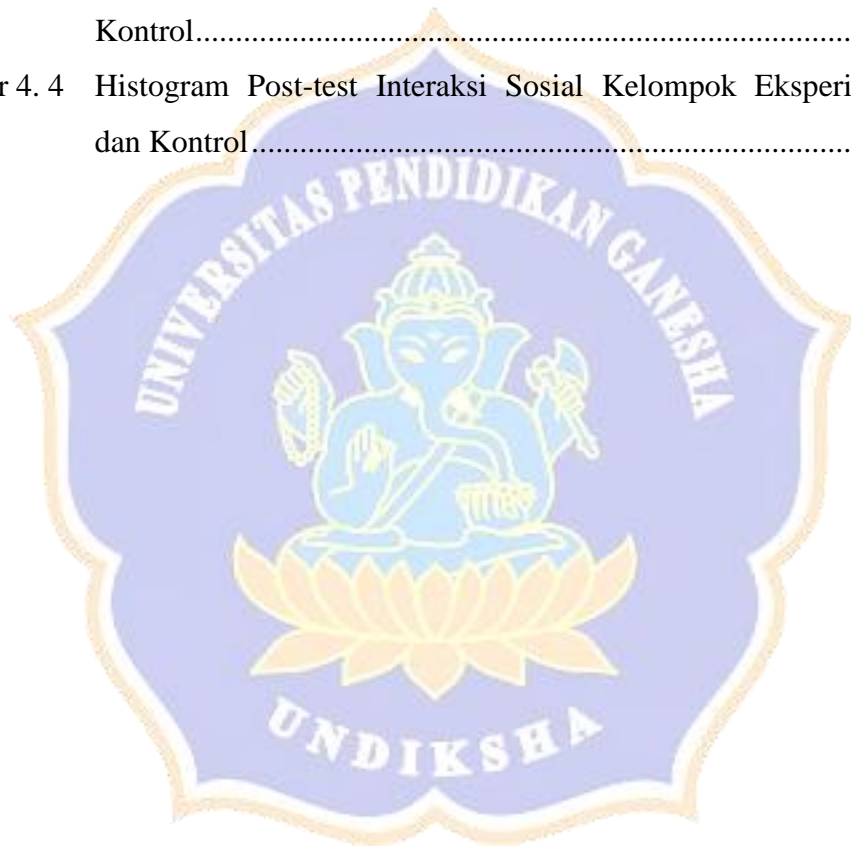 Kontrol..................................................................................
r 4. 4 Histogram Post-test Interaksi Sosial Kelompok Eksperi
dan Kontrol...........................................................................
UNIVERSITAS PENDIDIKAN GANESHA
UNDIKSHA